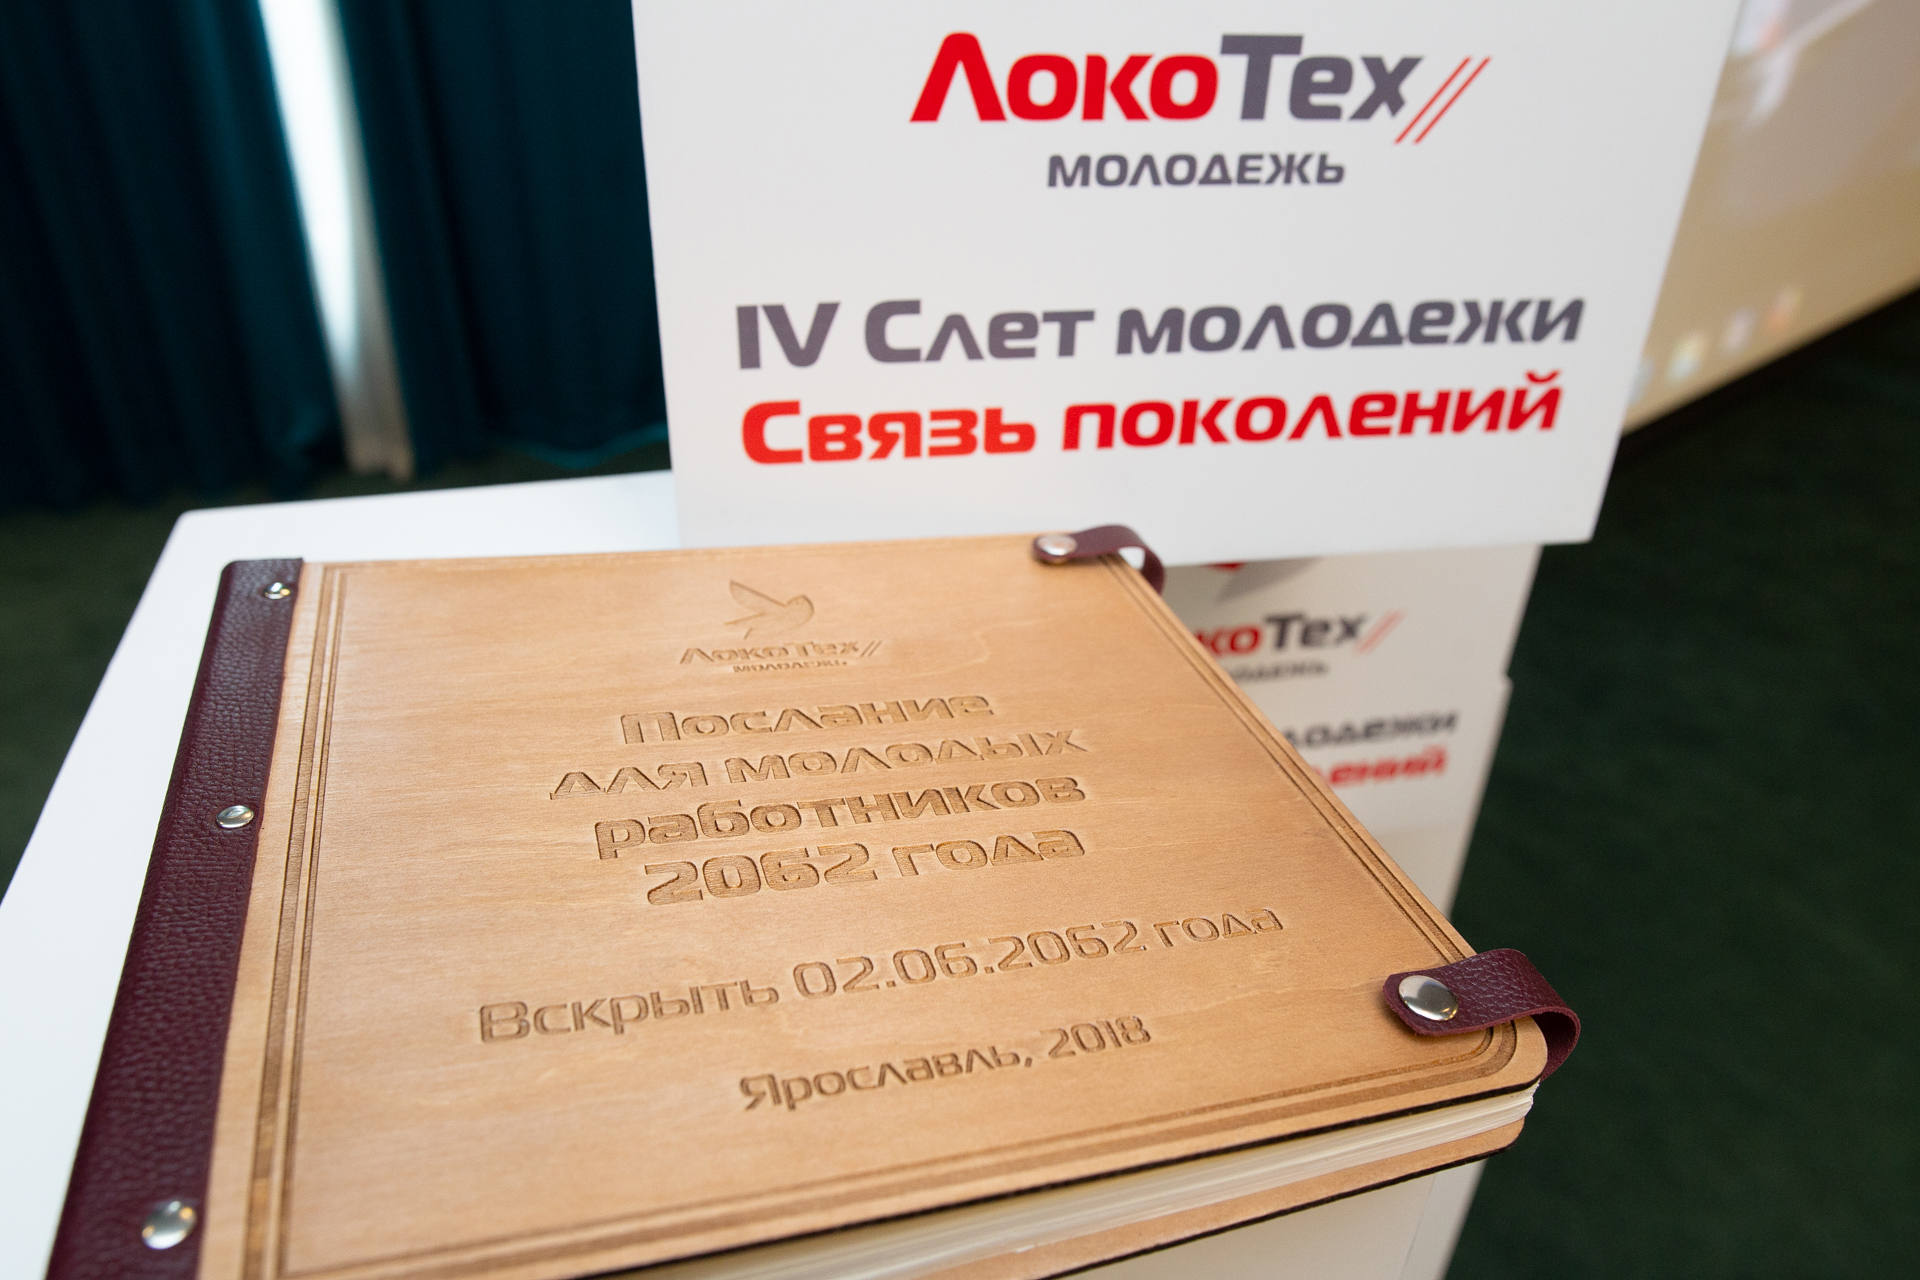 ЛокоТех
МОЛОДЕЖЬ
IV Слет молодежи
Связь поколений
ЛокоТех
МОЛОДЕЖЬ
Послание
для молодых
работников
2062 года
Вскрыть 02.06.2062 года
Ярославль, 2018
коТех